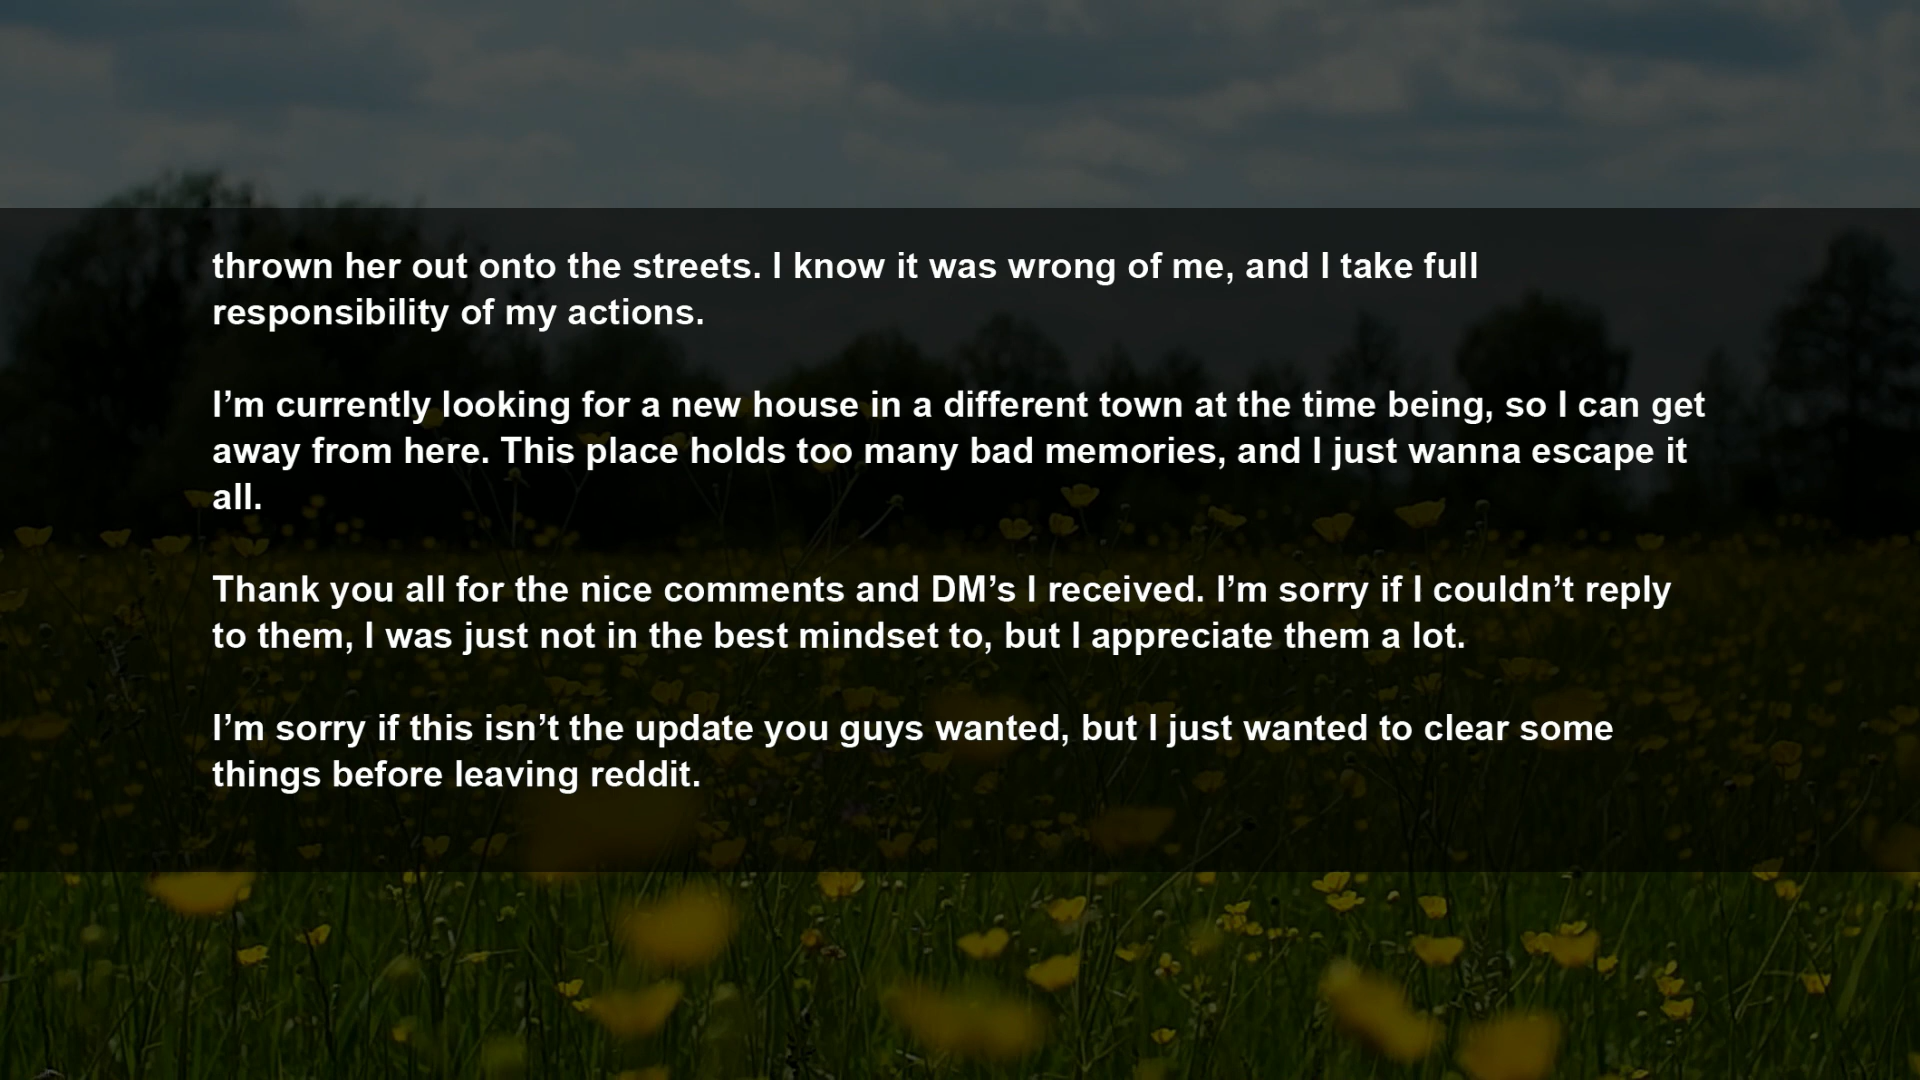 thrown her out onto the streets. I know it was wrong of me, and I take full
responsibility of my actions.
I’m currently looking for a new house in a different town at the time being, so I can get
away from here. This place holds too many bad memories, and I just wanna escape it
all.
Thank you all for the nice comments and DM’s I received. I’m sorry if I couldn’t reply
to them, I was just not in the best mindset to, but I appreciate them a lot.
I’m sorry if this isn’t the update you guys wanted, but I just wanted to clear some
things before leaving reddit.